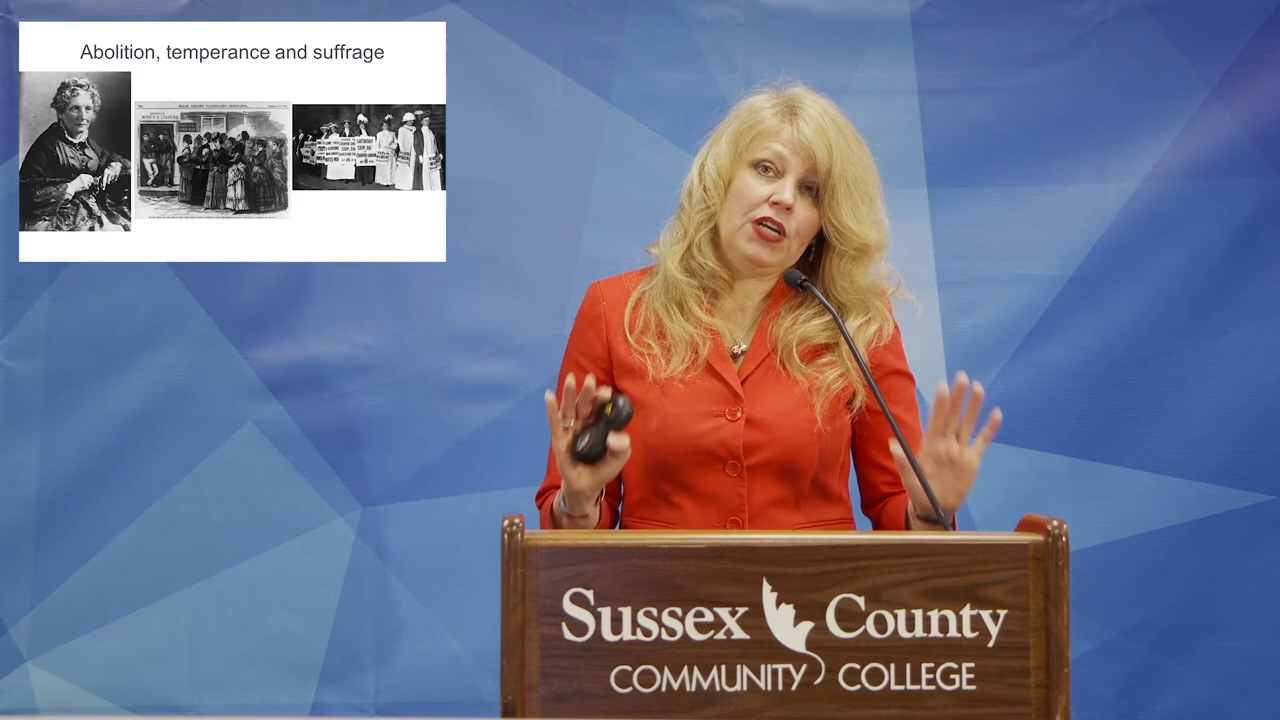 Abolition, temperance and suffrage
SUSSEX COUNTY
COMMUNITY COLLEGE